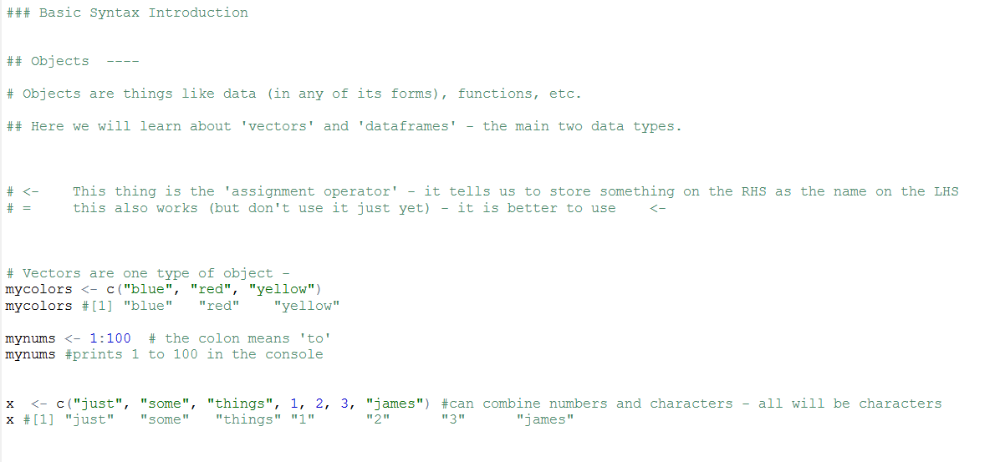 ### Basic Syntax Introduction
## Objects  ----
# Objects are things like data (in any of its forms), functions, etc.
## Here we will learn about 'vectors' and 'dataframes' - the main two data types.
# <-    This thing is the 'assignment operator' - it tells us to store something on the RHS as the name on the LHS
# =     this also works (but don't use it just yet) - it is better to use    <-
# Vectors are one type of object -
mycolors <- c("blue", "red", "yellow")
mycolors #[1] "blue"   "red"    "yellow"
mynums <- 1:100  # the colon means 'to'
mynums #prints 1 to 100 in the console
x  <- c("just", "some", "things", 1, 2, 3, "james") #can combine numbers and characters - all will be characters
x #[1] "just"   "some"   "things" "1"      "2"      "3"      "james"